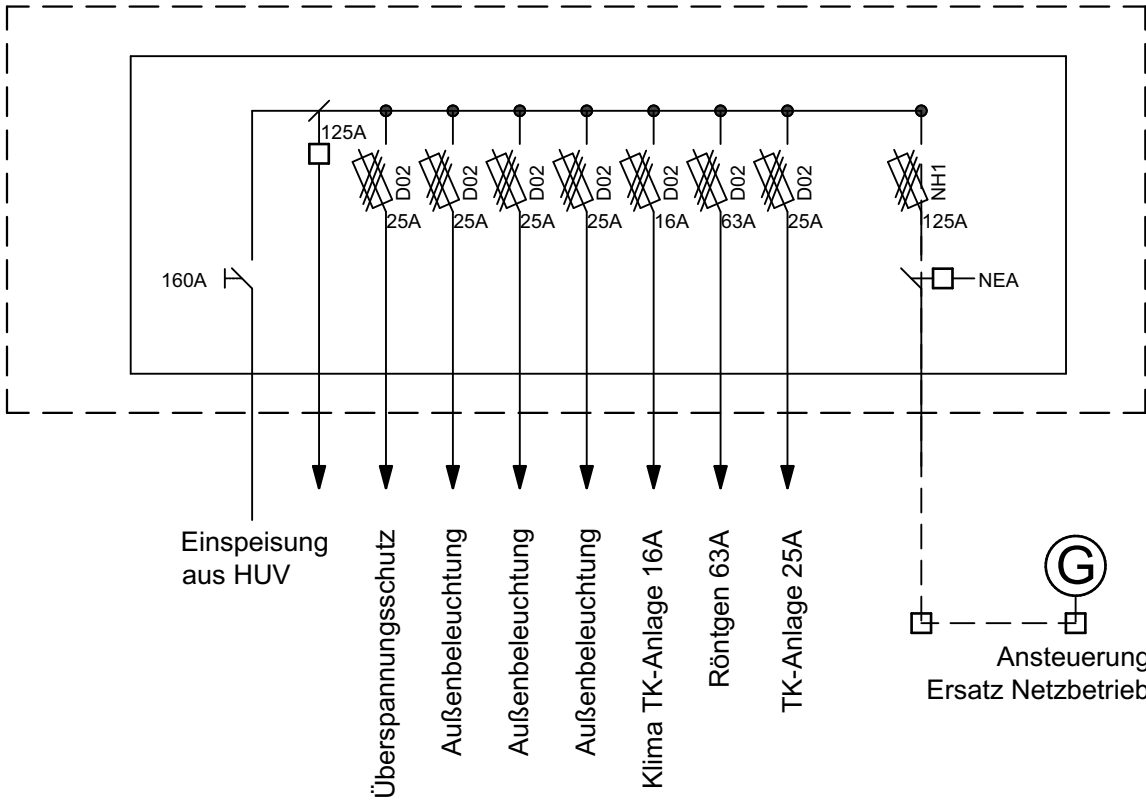 125A
D02
D02
D02
D02
D02
D02
D02
NH1
25A
25A
25A
25A
16A
63A
25A
125A
160A
NEA
Einspeisung
aus HUV
Überspannungsschutz
Außenbeleuchtung
Außenbeleuchtung
Außenbeleuchtung
Klima TK-Anlage 16A
Röntgen 63A
TK-Anlage 25A
G
Ansteuerung
Ersatz Netzbetrieb